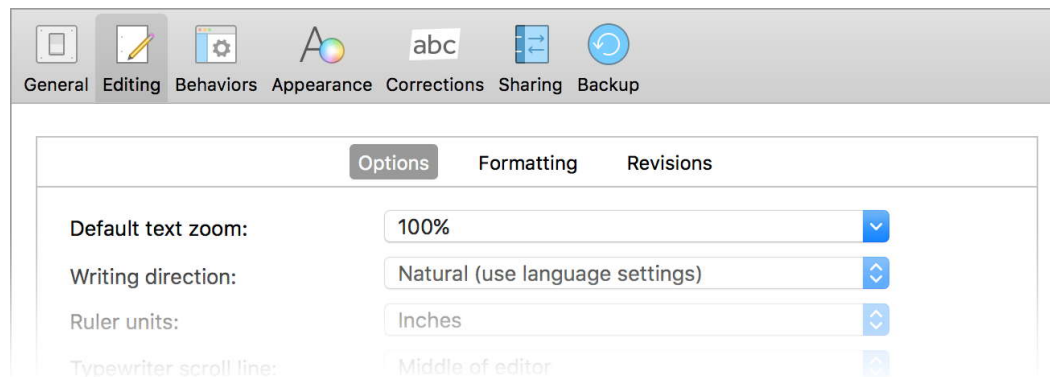 abc
General Editing Behaviors Appearance Corrections Sharing Backup
Options Formatting Revisions
Default text zoom: 100%
Writing direction: Natural (use language settings)
Ruler units: Inches
Typewriter scroll line: Middle of editor